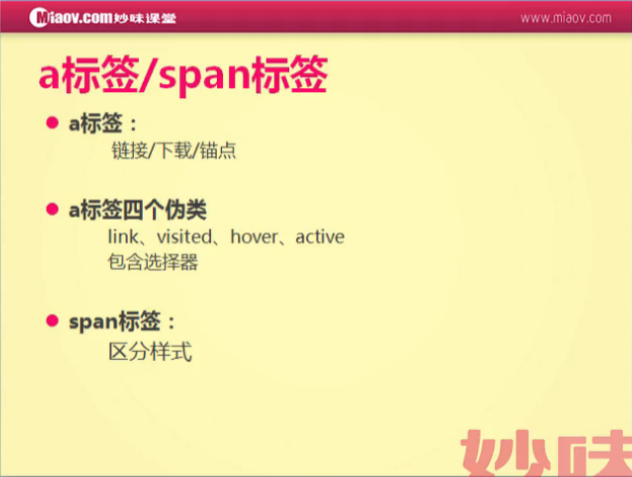 Miaov.com妙味课堂
www.miaov.com
a标签/span标签
a标签：
链接/下载/锚点
a标签四个伪类
link、visited、hover、active
包含选择器
span标签：
区分样式
妙味